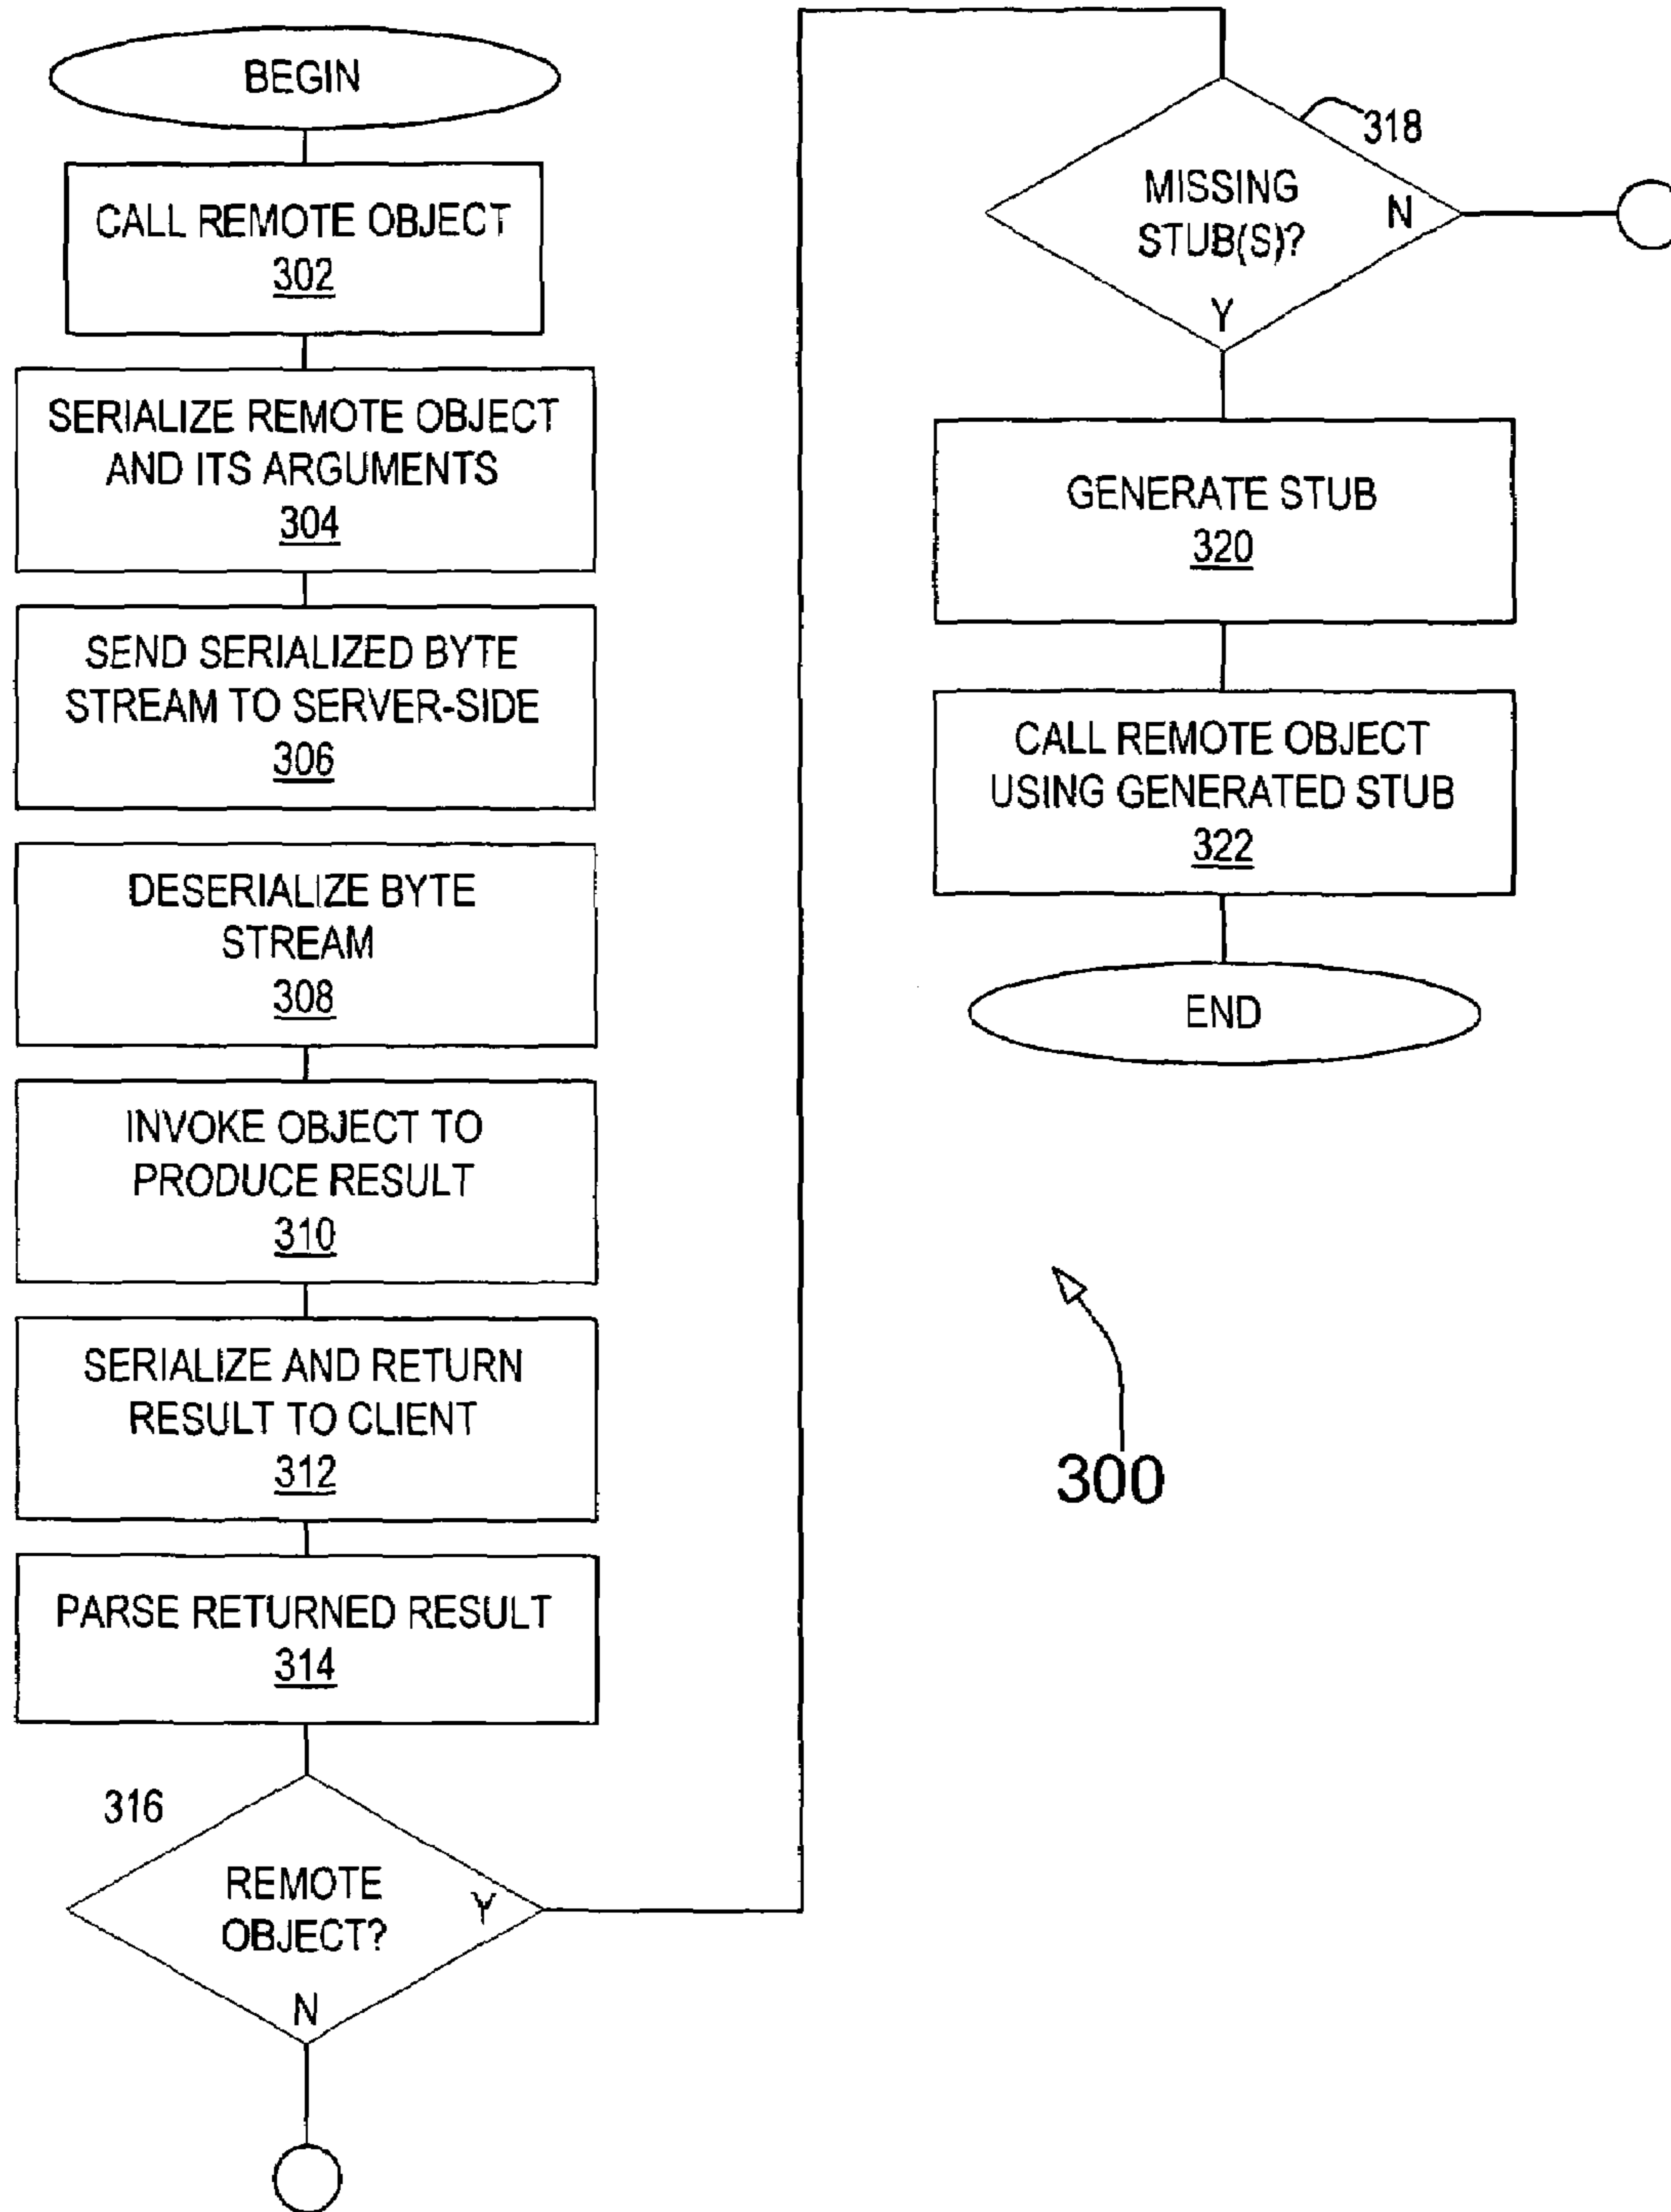 BEGIN
CALL REMOTE OBJECT
302
SERIALIZE REMOTE OBJECT
AND ITS ARGUMENTS
304
SEND SERIALIZED BYTE
STREAM TO SERVER-SIDE
306
DESERIALIZE BYTE
STREAM
308
INVOKE OBJECT TO
PRODUCE RESULT
310
SERIALIZE AND RETURN
RESULT TO CLIENT
312
PARSE RETURNED RESULT
314
316
REMOTE
OBJECT?
Y
N
318
MISSING
STUB(S)?
N
Y
GENERATE STUB
320
CALL REMOTE OBJECT
USING GENERATED STUB
322
END
300